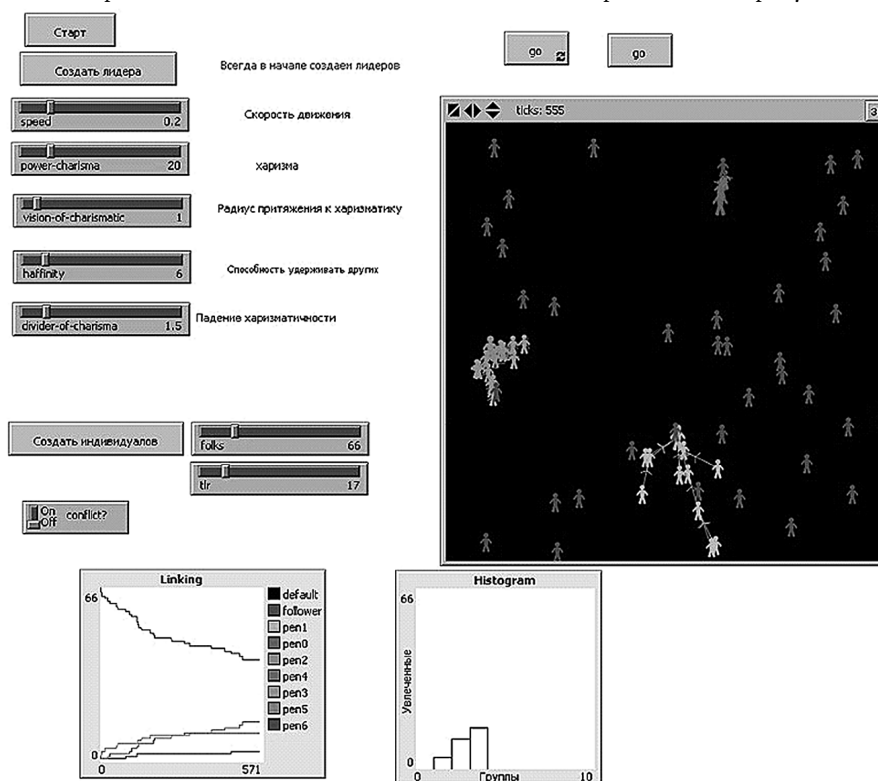 Старт
Создать лидера
Всегда в начале создаем лидеров
go
go
speed 0.2
Скорость движения
power-charisma 20
харизма
vision-of-charismatic 1
Радиус притяжения к харизматику
haffinity 6
Способность удерживать других
divider-of-charisma 1.5
Падение харизматичности
ticks: 555
3
Создать индивидуалов
folks 66
tlr 17
On
Off
conflict?
Linking
66
0
0
571
default
follower
pen1
pen0
pen2
pen4
pen3
pen5
pen6
Histogram
66
Увлеченные
0
0
Группы
10